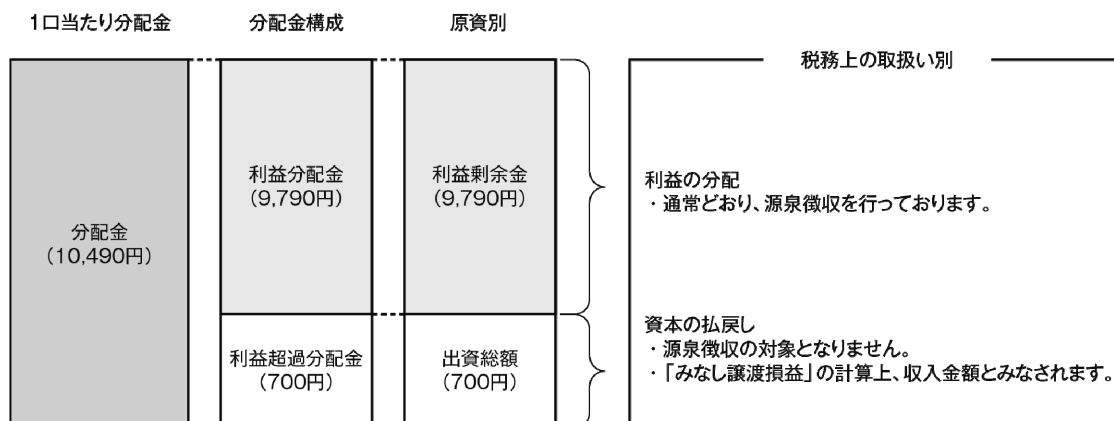 1口当たり分配金
分配金構成
原資別
税務上の取扱い別
分配金
（10,490円）
利益分配金
（9,790円）
利益剰余金
（9,790円）
利益の分配
・通常どおり、源泉徴収を行っております。
利益超過分配金
（700円）
出資総額
（700円）
資本の払戻し
・源泉徴収の対象となりません。
・「みなし譲渡損益」の計算上、収入金額とみなされます。